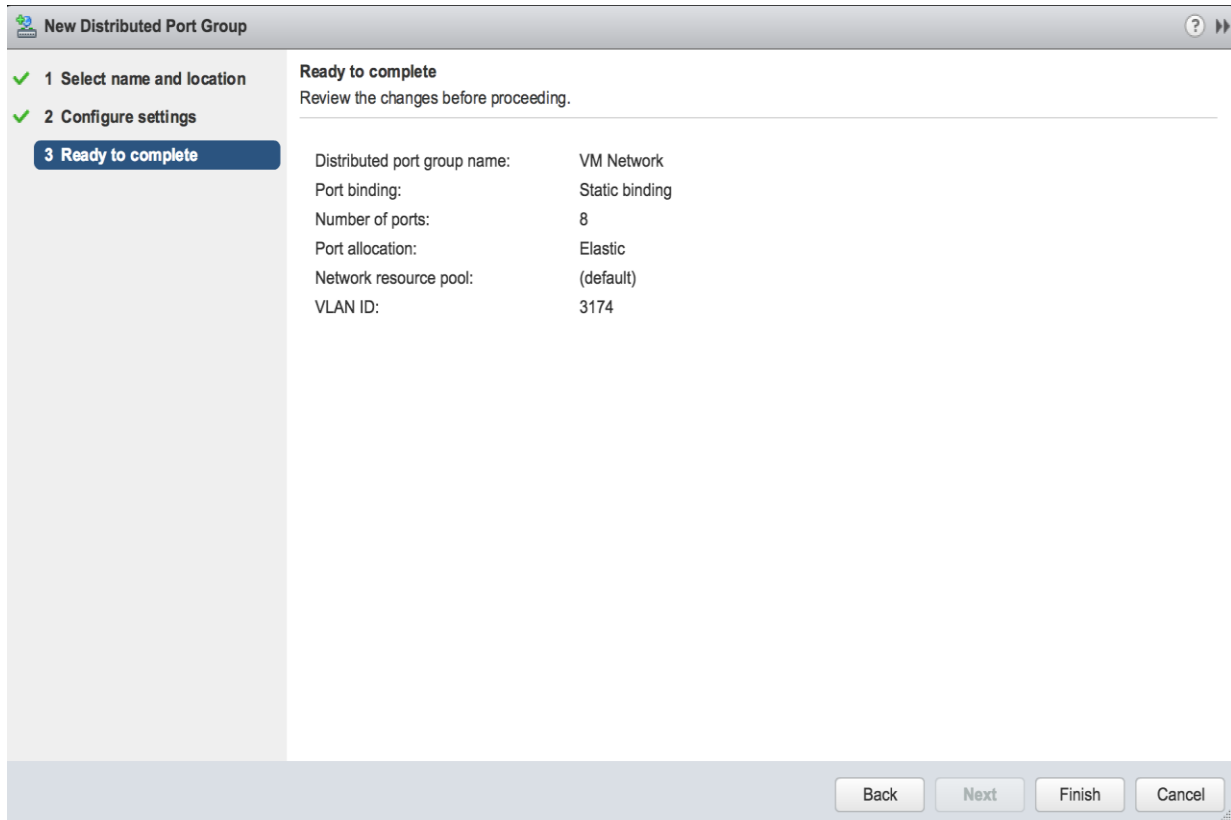 New Distributed Port Group
?
1 Select name and location
2 Configure settings
3 Ready to complete
Ready to complete
Review the changes before proceeding.
Distributed port group name: VM Network
Port binding: Static binding
Number of ports: 8
Port allocation: Elastic
Network resource pool: (default)
VLAN ID: 3174
Back Next Finish Cancel